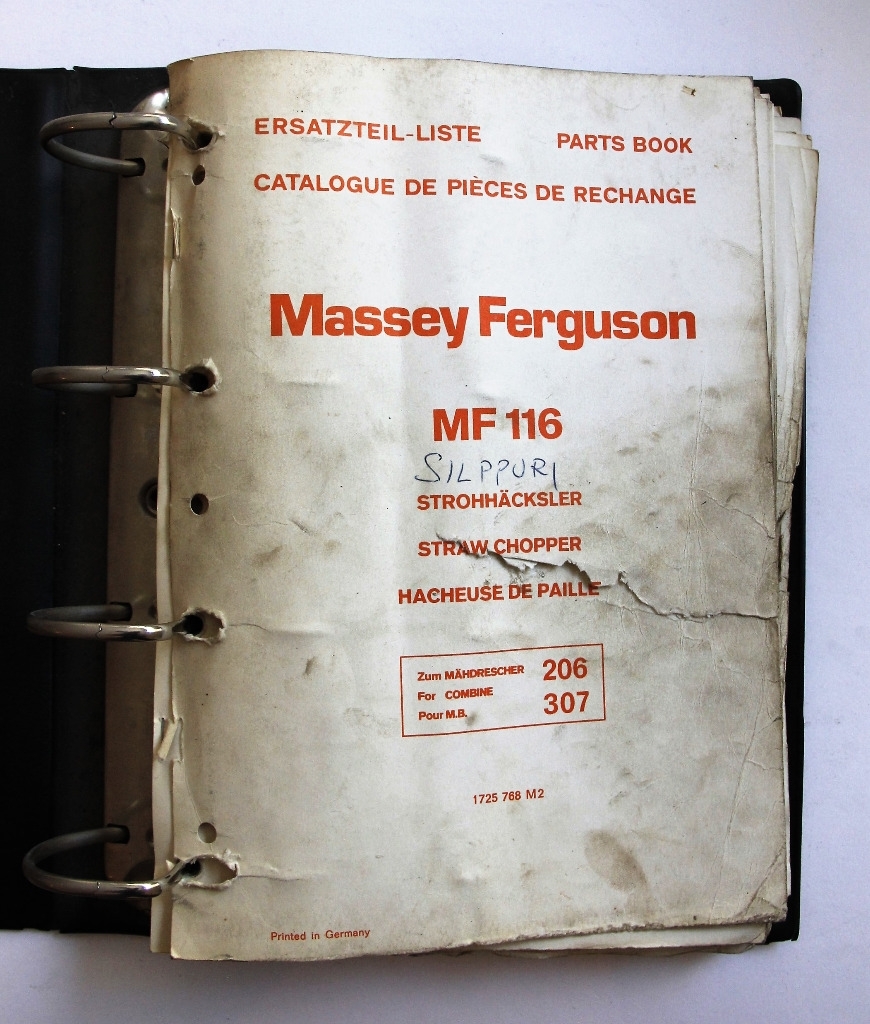 ERSATZTEIL-LISTE PARTS BOOK
CATALOGUE DE PIÈCES DE RECHANGE
Massey Ferguson
MF 116
SILPPURI
STROHHÄCKSLER
STRAW CHOPPER
HACHEUSE DE PAILLE
Zum MÄHDRESCHER 206
For COMBINE
Pour M.B. 307
1725 768 M2
Printed in Germany